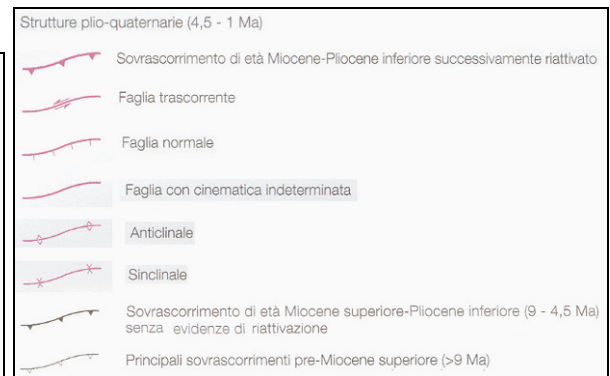 Strutture plio-quaternarie (4,5 - 1 Ma)
Sovrascorrimento di età Miocene-Pliocene inferiore successivamente riattivato
Faglia trascorrente
Faglia normale
Faglia con cinematica indeterminata
Anticlinale
Sinclinale
Sovrascorrimento di età Miocene superiore-Pliocene inferiore (9 - 4,5 Ma)
senza evidenze di riattivazione
Principali sovrascorrimenti pre-Miocene superiore (>9 Ma)